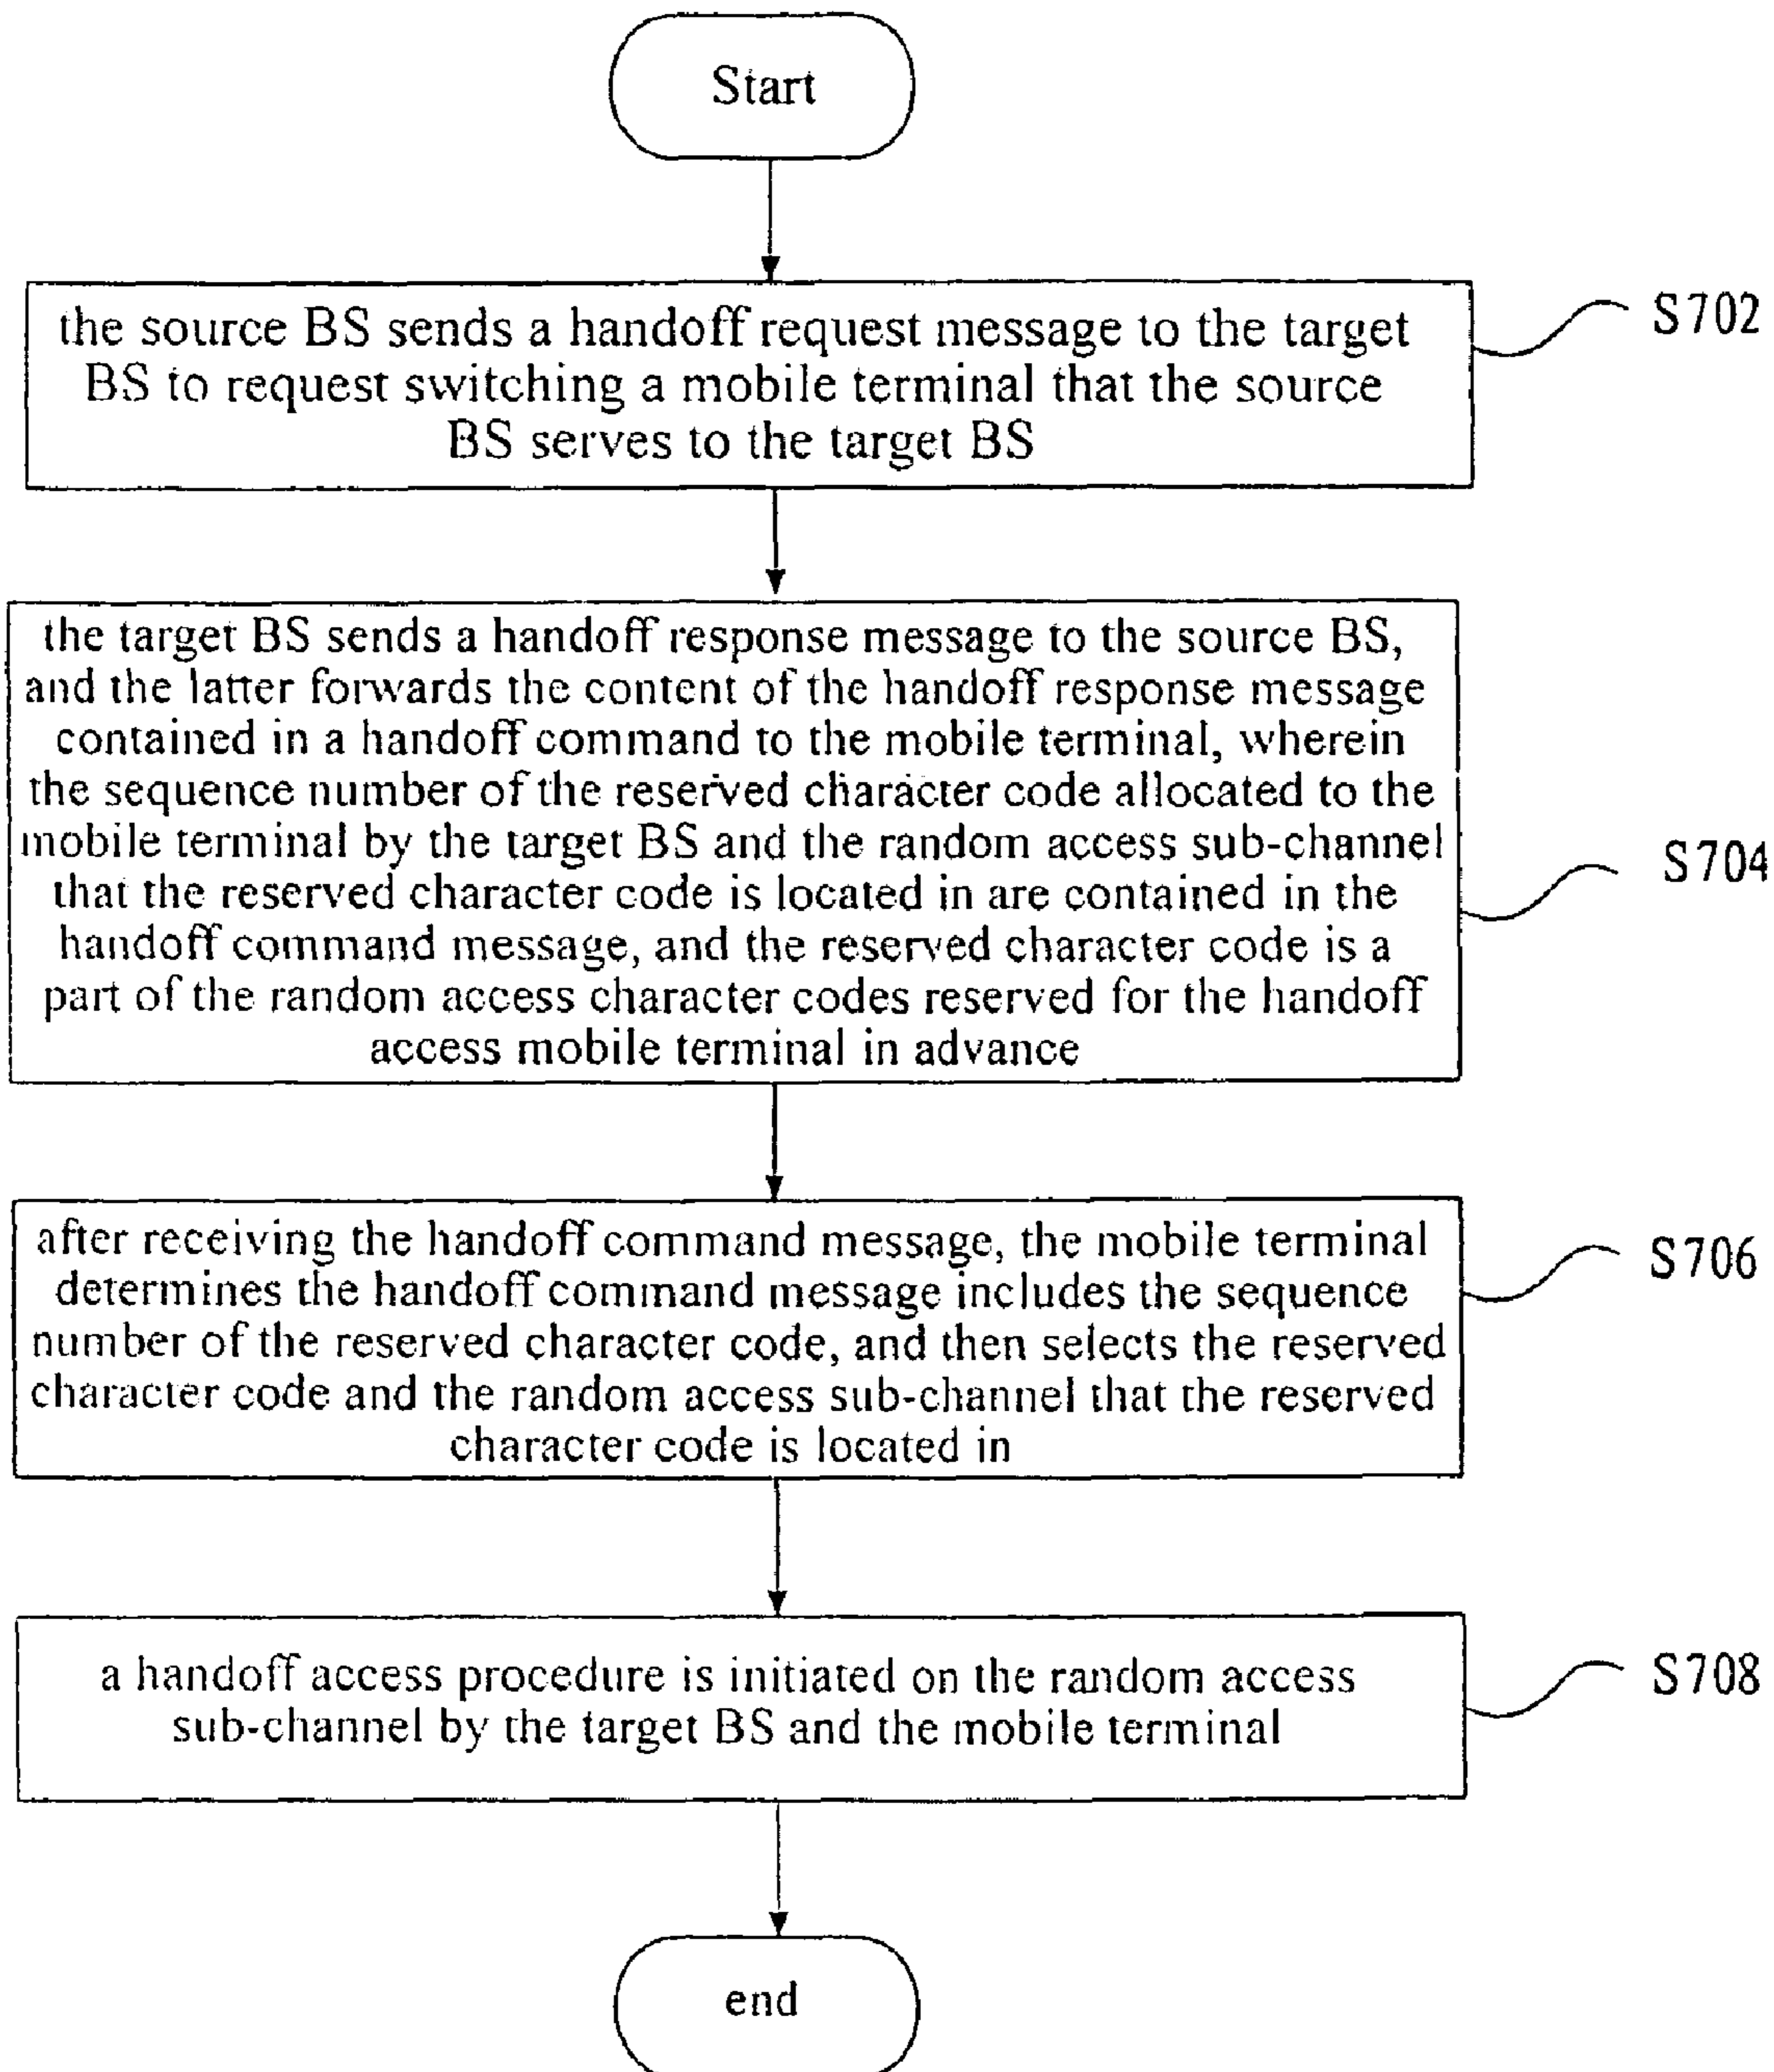 Start
the source BS sends a handoff request message to the target
BS to request switching a mobile terminal that the source
BS serves to the target BS
S702
the target BS sends a handoff response message to the source BS,
and the latter forwards the content of the handoff response message
contained in a handoff command to the mobile terminal, wherein
the sequence number of the reserved character code allocated to the
mobile terminal by the target BS and the random access sub-channel
that the reserved character code is located in are contained in the
handoff command message, and the reserved character code is a
part of the random access character codes reserved for the handoff
access mobile terminal in advance
S704
after receiving the handoff command message, the mobile terminal
determines the handoff command message includes the sequence
number of the reserved character code, and then selects the reserved
character code and the random access sub-channel that the reserved
character code is located in
S706
a handoff access procedure is initiated on the random access
sub-channel by the target BS and the mobile terminal
S708
end